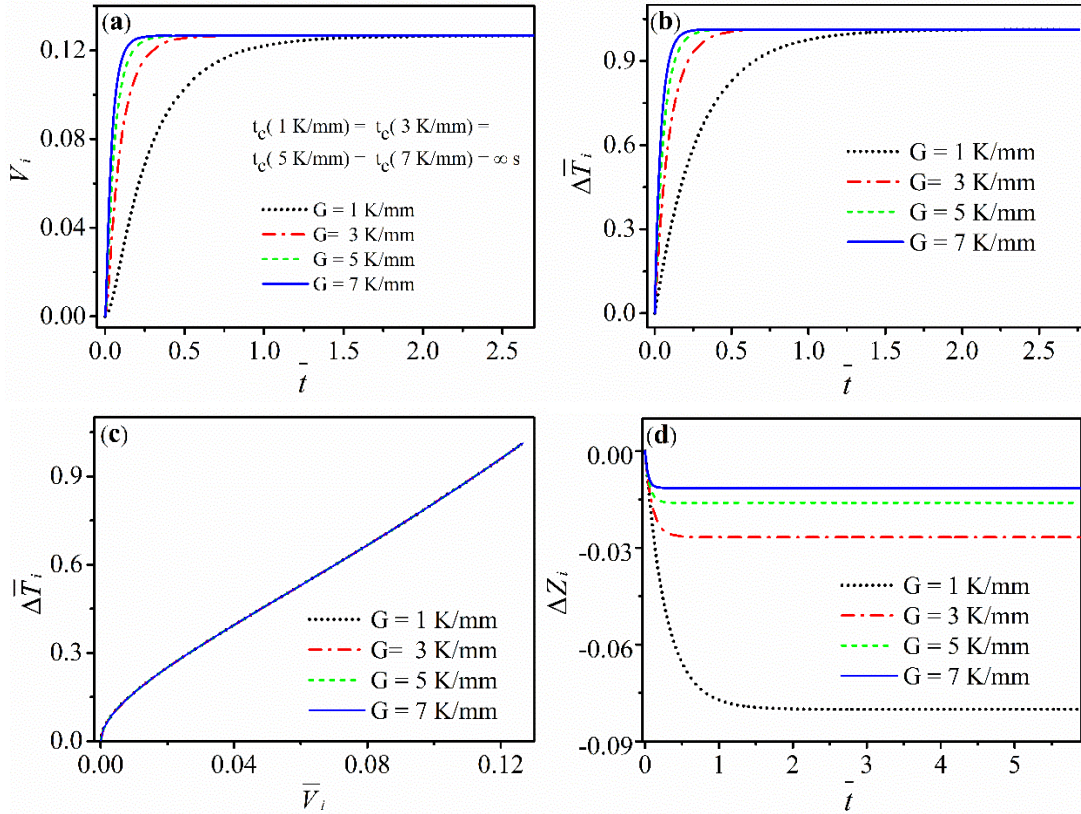 (a)
0.12
0.08
0.04
0.00
V̅ᵢ
t_c( 1 K/mm) = t_c( 3 K/mm) =
t_c( 5 K/mm) = t_c( 7 K/mm) = ∞ s
G = 1 K/mm
G= 3 K/mm
G = 5 K/mm
G = 7 K/mm
0.0 0.5 1.0 1.5 2.0 2.5
t̅
(b)
0.9
0.6
0.3
0.0
ΔT̅ᵢ
G = 1 K/mm
G= 3 K/mm
G = 5 K/mm
G = 7 K/mm
0.0 0.5 1.0 1.5 2.0 2.5
t̅
(c)
0.9
0.6
0.3
0.0
ΔT̅ᵢ
G = 1 K/mm
G= 3 K/mm
G = 5 K/mm
G = 7 K/mm
0.00 0.04 0.08 0.12
V̅ᵢ
(d)
0.00
-0.03
-0.06
-0.09
ΔZᵢ
G = 1 K/mm
G = 3 K/mm
G = 5 K/mm
G = 7 K/mm
0 1 2 3 4 5
t̅